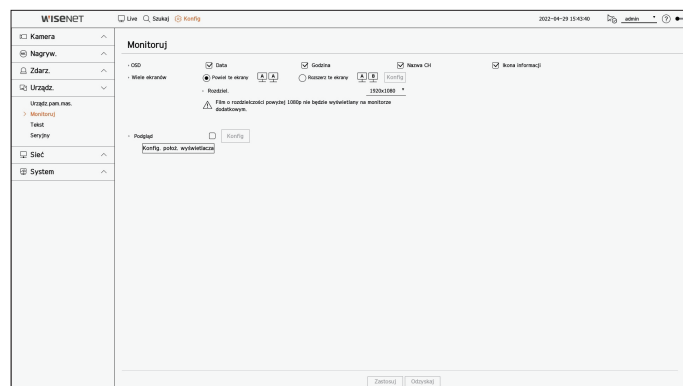 WISENET Live Szukaj Konfig 2022-04-29 15:43:40 admin ?
Kamera
Nagryw.
Zdarz.
Urządz.
Urządz.pam.mas.
Monitoruj
Tekst
Seryjny
Sieć
System
Monitoruj
OSD Data Godzina Nazwa CH Ikona informacji
Wiele ekranów Powiel te ekrany A A Rozszerz te ekrany A B Konfig
Rozdziel. 1920x1080
Film o rozdzielczości powyżej 1080p nie będzie wyświetlany na monitorze
dodatkowym.
Podgląd Konfig
Konfig. położ. wyświetlacza
Zastosuj Odzyskaj